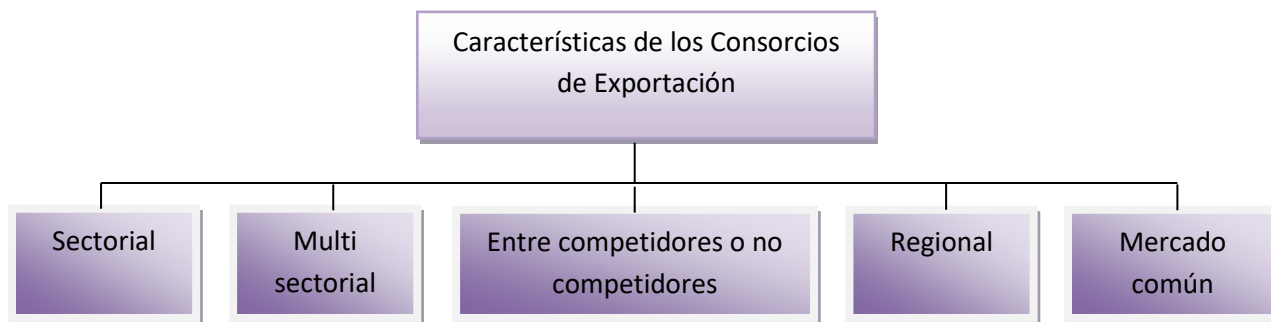 Características de los Consorcios
de Exportación
Sectorial
Multi
sectorial
Entre competidores o no
competidores
Regional
Mercado
común